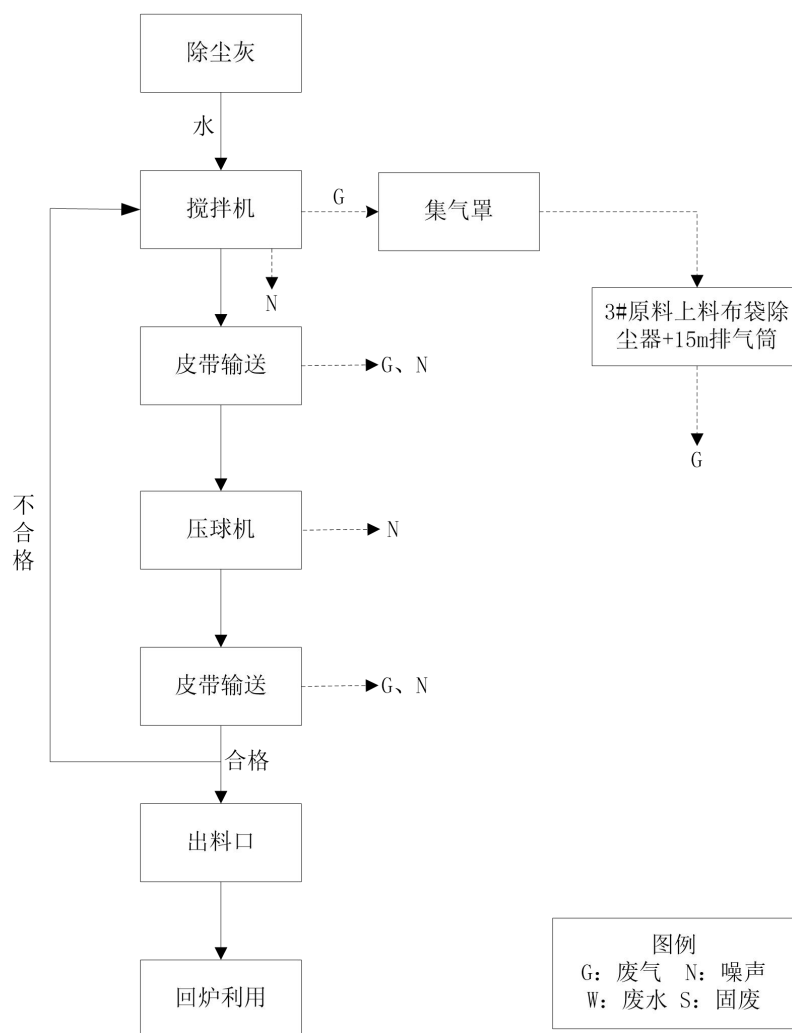 除尘灰
水
搅拌机
G
集气罩
N
3#原料上料布袋除
尘器+15m排气筒
皮带输送
G、N
G
不合格
压球机
N
皮带输送
G、N
合格
出料口
回炉利用
图例
G：废气 N：噪声
W：废水 S：固废